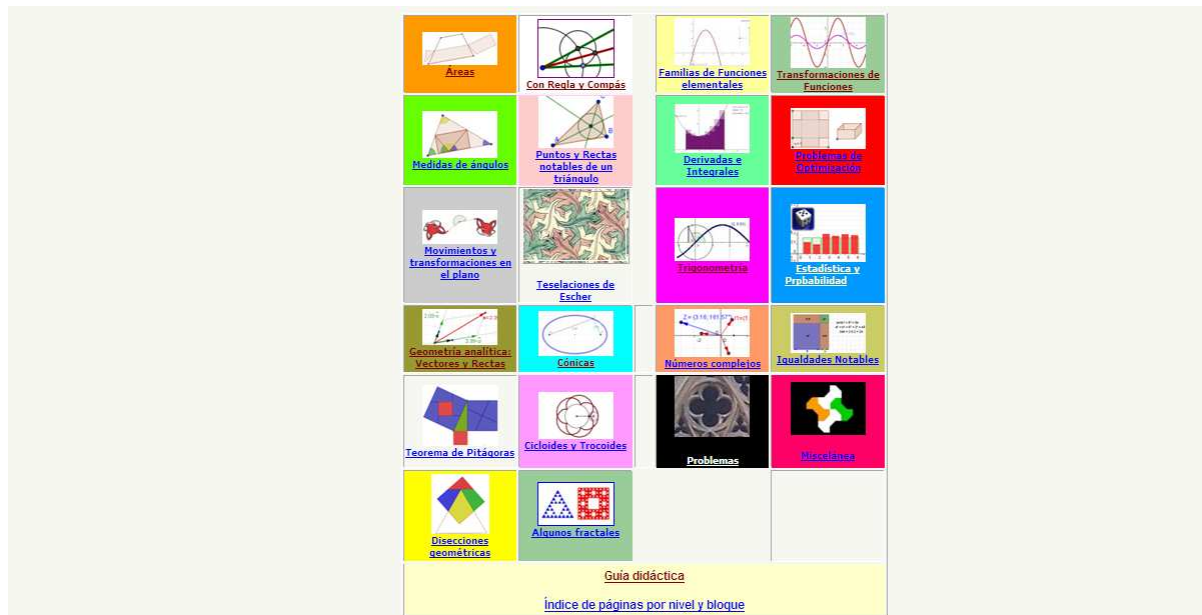 Áreas
Con Regla y Compás
Familias de Funciones
elementales
Transformaciones de
Funciones
Medidas de ángulos
Puntos y Rectas
notables de un
triángulo
Derivadas e
Integrales
Problemas de
Optimización
Movimientos y
transformaciones en
el plano
Teselaciones de
Escher
Trigonometría
Estadística y
Prpbabilidad
Geometría analítica:
Vectores y Rectas
Cónicas
Números complejos
Igualdades Notables
Teorema de Pitágoras
Cicloides y Trocoides
Problemas
Miscelánea
Disecciones
geométricas
Algunos fractales
Guía didáctica
Índice de páginas por nivel y bloque